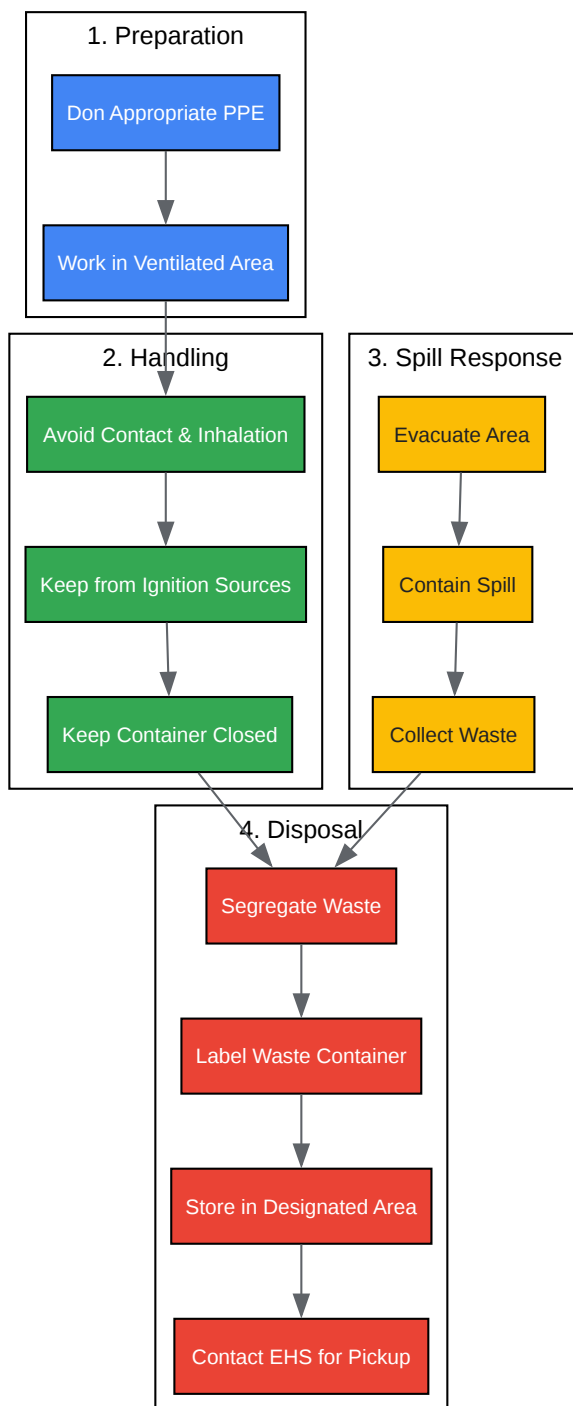 1. Preparation
Don Appropriate PPE
Work in Ventilated Area
2. Handling
Avoid Contact & Inhalation
Keep from Ignition Sources
Keep Container Closed
3. Spill Response
Evacuate Area
Contain Spill
Collect Waste
4. Disposal
Segregate Waste
Label Waste Container
Store in Designated Area
Contact EHS for Pickup